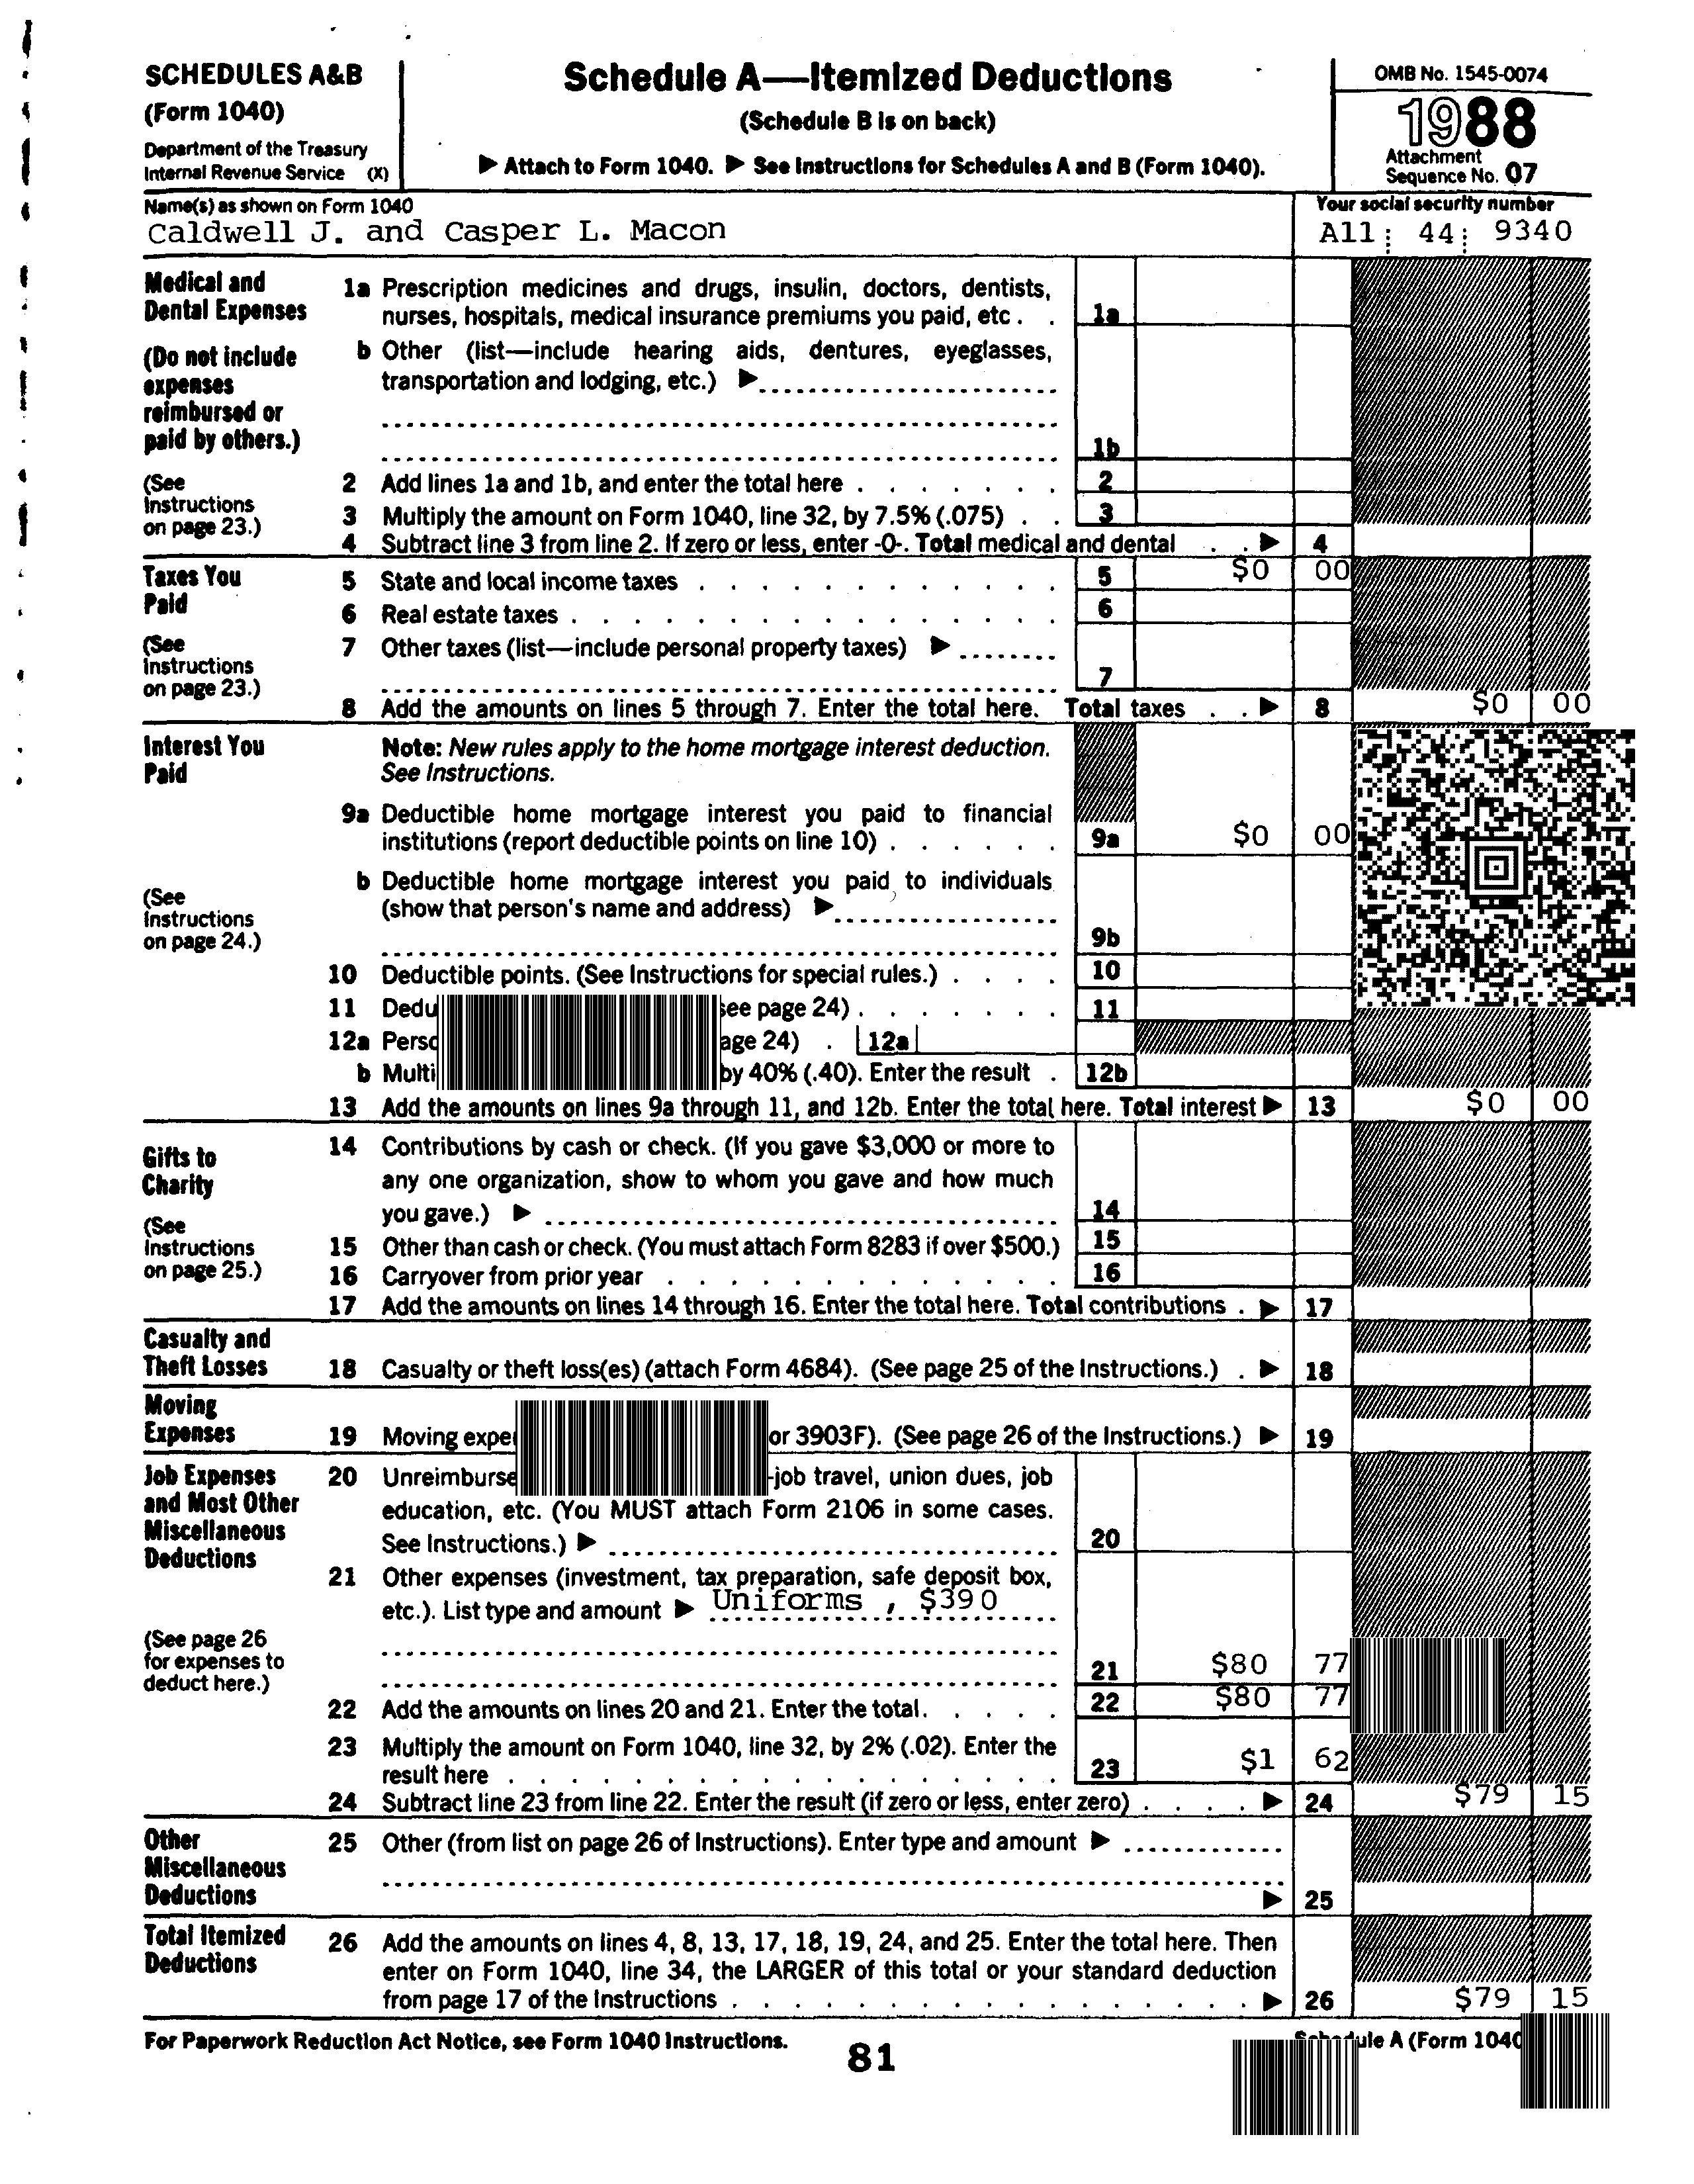 SCHEDULES A&B
(Form 1040)
Department of the Treasury
Internal Revenue Service (X)
Schedule A—Itemized Deductions
(Schedule B is on back)
▶ Attach to Form 1040. ▶ See Instructions for Schedules A and B (Form 1040).
OMB No. 1545-0074
1988
Attachment
Sequence No. 07
Name(s) as shown on Form 1040
Caldwell J. and Casper L. Macon
Your social security number
A11 44 9340
Medical and
Dental Expenses
(Do not include
expenses
reimbursed or
paid by others.)
(See
Instructions
on page 23.)
1a Prescription medicines and drugs, insulin, doctors, dentists,
nurses, hospitals, medical insurance premiums you paid, etc . . 1a
b Other (list—include hearing aids, dentures, eyeglasses,
transportation and lodging, etc.) ▶
1b
2 Add lines 1a and 1b, and enter the total here . . . . . . . 2
3 Multiply the amount on Form 1040, line 32, by 7.5% (.075) . . 3
4 Subtract line 3 from line 2. If zero or less, enter -0-. Total medical and dental . . ▶ 4
Taxes You
Paid
(See
Instructions
on page 23.)
5 State and local income taxes . . . . . . . . . . . . 5 $0 00
6 Real estate taxes . . . . . . . . . . . . . . . . 6
7 Other taxes (list—include personal property taxes) ▶
7
8 Add the amounts on lines 5 through 7. Enter the total here. Total taxes . . ▶ 8 $0 00
Interest You
Paid
(See
Instructions
on page 24.)
Note: New rules apply to the home mortgage interest deduction.
See Instructions.
9a Deductible home mortgage interest you paid to financial
institutions (report deductible points on line 10) . . . . . . 9a $0 00
b Deductible home mortgage interest you paid to individuals
(show that person's name and address) ▶
9b
10 Deductible points. (See Instructions for special rules.) . . . . 10
11 Dedu see page 24) . . . . . . . 11
12a Perso age 24) . 12a
b Multi by 40% (.40). Enter the result . 12b
13 Add the amounts on lines 9a through 11, and 12b. Enter the total here. Total interest ▶ 13 $0 00
Gifts to
Charity
(See
Instructions
on page 25.)
14 Contributions by cash or check. (If you gave $3,000 or more to
any one organization, show to whom you gave and how much
you gave.) ▶ 14
15 Other than cash or check. (You must attach Form 8283 if over $500.) 15
16 Carryover from prior year . . . . . . . . . . . . . 16
17 Add the amounts on lines 14 through 16. Enter the total here. Total contributions . ▶ 17
Casualty and
Theft Losses
18 Casualty or theft loss(es) (attach Form 4684). (See page 25 of the Instructions.) . ▶ 18
Moving
Expenses
19 Moving expe or 3903F). (See page 26 of the Instructions.) ▶ 19
Job Expenses
and Most Other
Miscellaneous
Deductions
(See page 26
for expenses to
deduct here.)
20 Unreimburse -job travel, union dues, job
education, etc. (You MUST attach Form 2106 in some cases.
See Instructions.) ▶ 20
21 Other expenses (investment, tax preparation, safe deposit box,
etc.). List type and amount ▶ Uniforms , $390
21 $80 77
22 Add the amounts on lines 20 and 21. Enter the total. . . . . 22 $80 77
23 Multiply the amount on Form 1040, line 32, by 2% (.02). Enter the
result here . . . . . . . . . . . . . . . . . . 23 $1 62
24 Subtract line 23 from line 22. Enter the result (if zero or less, enter zero) . . . . ▶ 24 $79 15
Other
Miscellaneous
Deductions
25 Other (from list on page 26 of Instructions). Enter type and amount ▶
▶ 25
Total Itemized
Deductions
26 Add the amounts on lines 4, 8, 13, 17, 18, 19, 24, and 25. Enter the total here. Then
enter on Form 1040, line 34, the LARGER of this total or your standard deduction
from page 17 of the Instructions . . . . . . . . . . . . . . . . . ▶ 26 $79 15
For Paperwork Reduction Act Notice, see Form 1040 Instructions.
81
Schedule A (Form 1040